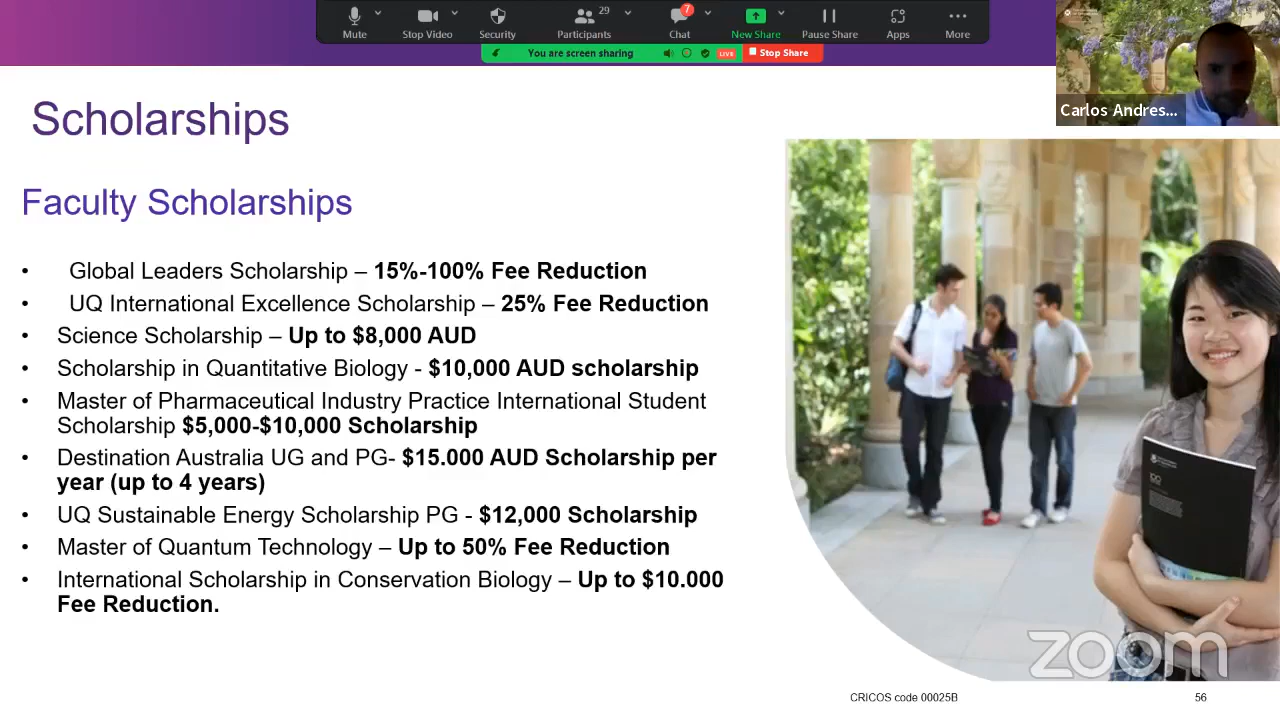 29
7
Mute
Stop Video
Security
Participants
Chat
New Share
Pause Share
Apps
More
You are screen sharing
LIVE
Stop Share
Carlos Andres...
Scholarships
Faculty Scholarships
• Global Leaders Scholarship – 15%-100% Fee Reduction
• UQ International Excellence Scholarship – 25% Fee Reduction
• Science Scholarship – Up to $8,000 AUD
• Scholarship in Quantitative Biology - $10,000 AUD scholarship
• Master of Pharmaceutical Industry Practice International Student
Scholarship $5,000-$10,000 Scholarship
• Destination Australia UG and PG- $15.000 AUD Scholarship per
year (up to 4 years)
• UQ Sustainable Energy Scholarship PG - $12,000 Scholarship
• Master of Quantum Technology – Up to 50% Fee Reduction
• International Scholarship in Conservation Biology – Up to $10.000
Fee Reduction.
100
zoom
CRICOS code 00025B
56